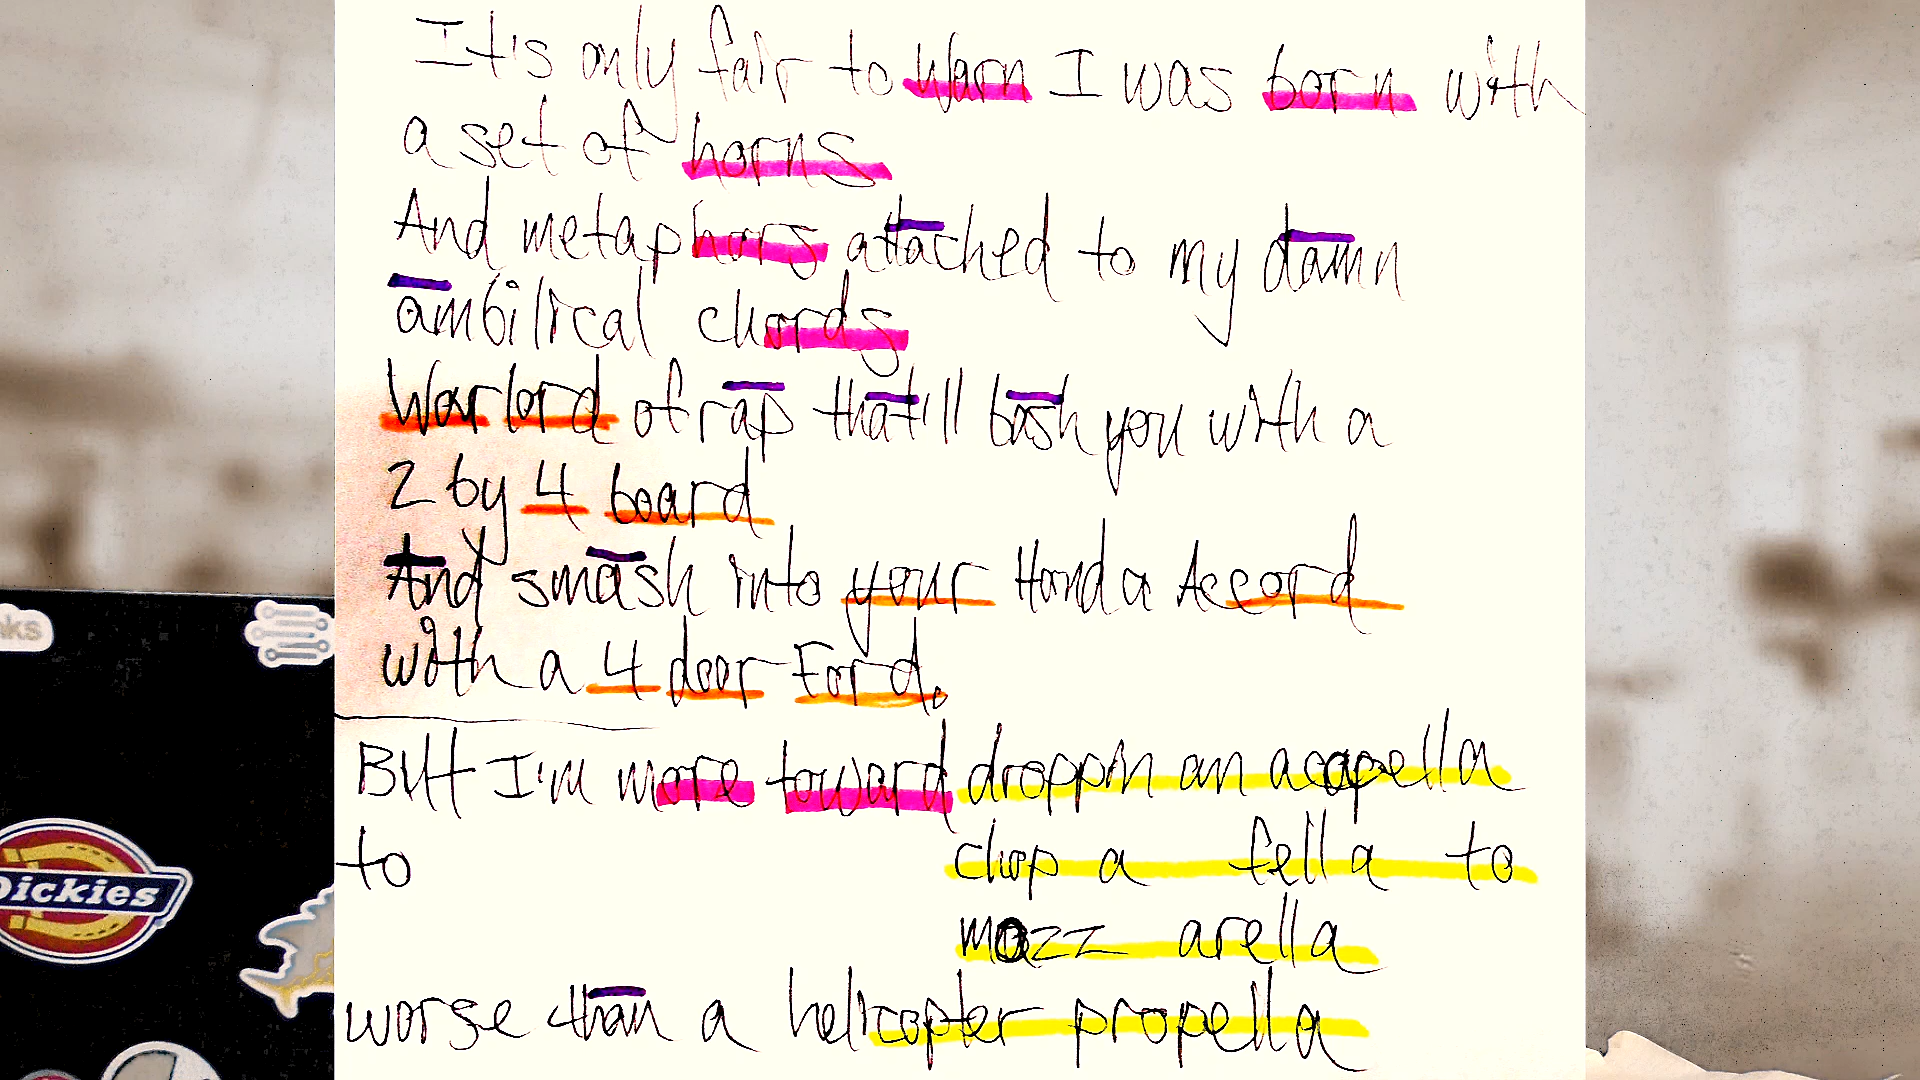 It's only fair to warn I was born with
a set of horns
And metaphors attached to my damn
ambilical chords
Warlord of rap that'll bash you with a
2 by 4 board
And smash into your Honda Accord
with a 4 door Ford.
But I'm more toward droppin an acapella
to chop a fella to
mozz arella
worse than a helicopter propella
ks
Dickies